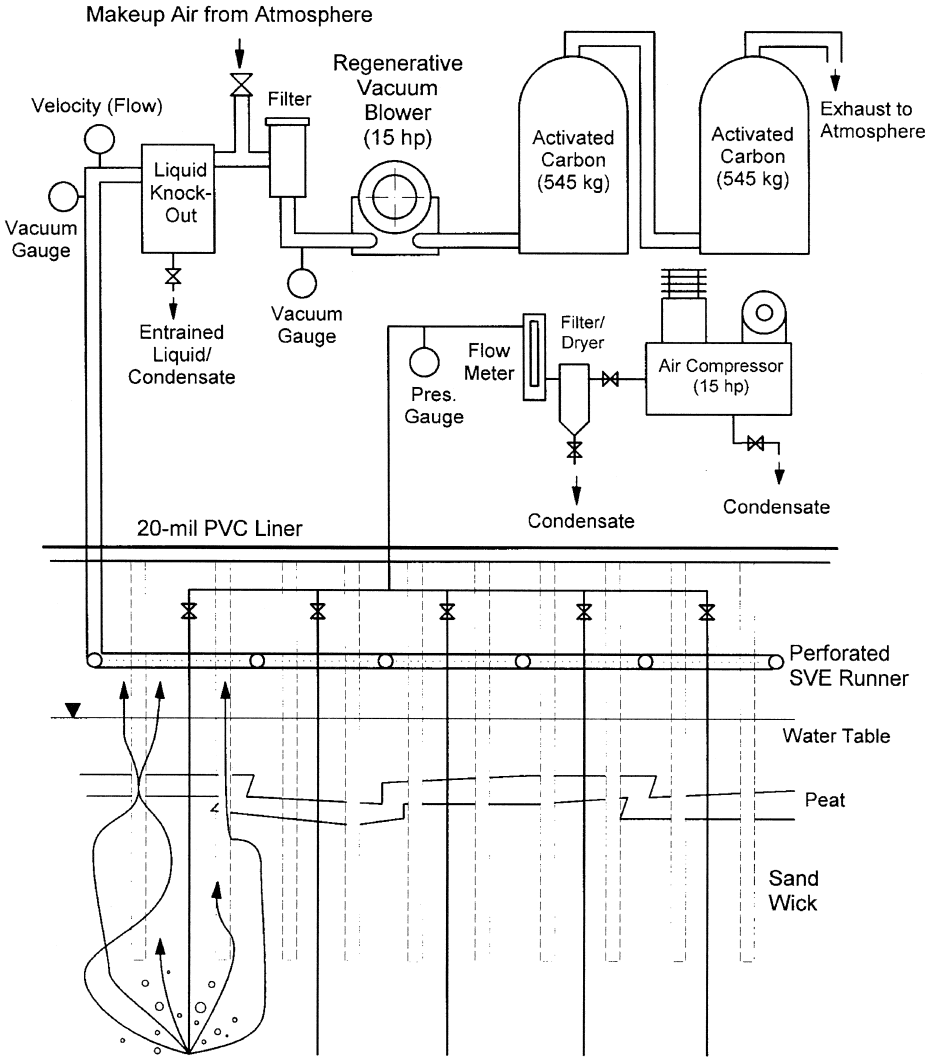 Makeup Air from Atmosphere
Velocity (Flow)
Filter
Regenerative
Vacuum
Blower
(15 hp)
Liquid
Knock-
Out
Activated
Carbon
(545 kg)
Activated
Carbon
(545 kg)
Exhaust to
Atmosphere
Vacuum
Gauge
Entrained
Liquid/
Condensate
Vacuum
Gauge
Pres.
Gauge
Flow
Meter
Filter/
Dryer
Air Compressor
(15 hp)
Condensate
Condensate
20-mil PVC Liner
Perforated
SVE Runner
Water Table
Peat
Sand
Wick